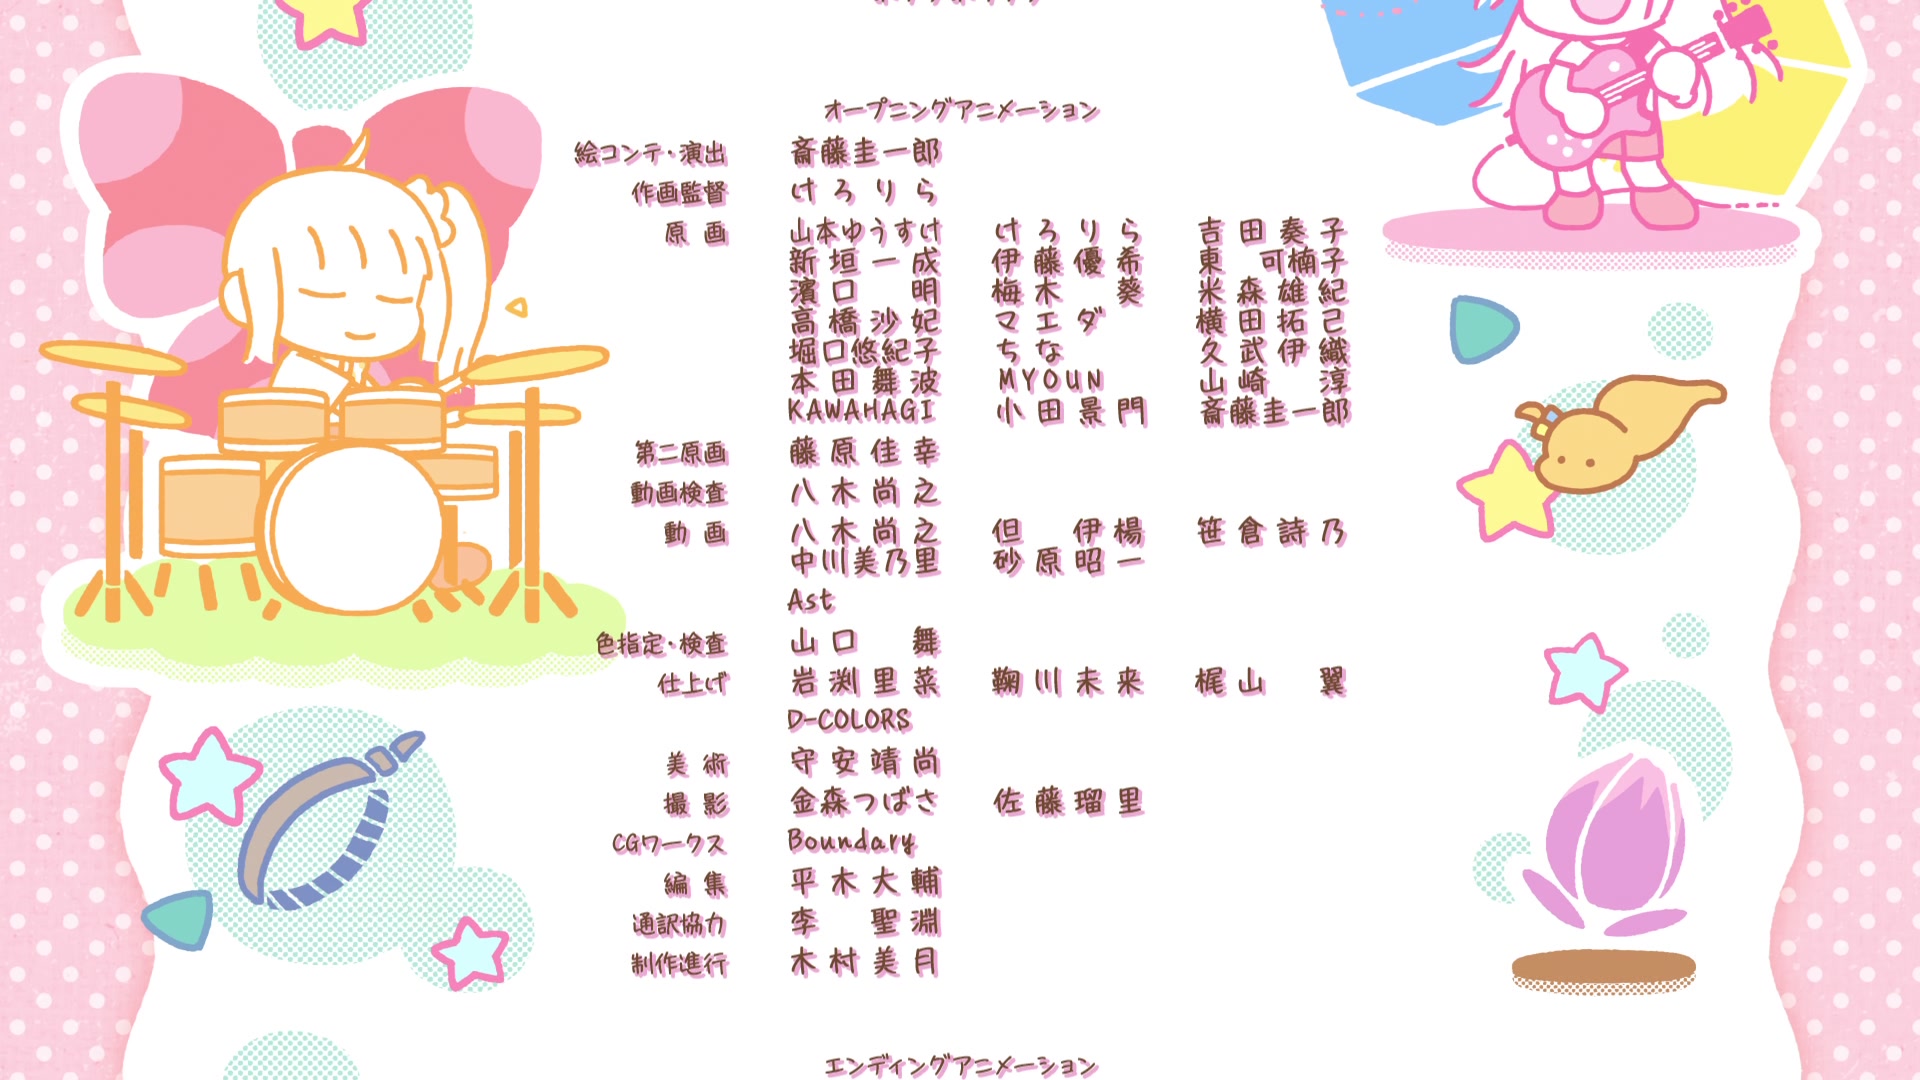 オープニングアニメーション
絵コンテ・演出 斎藤圭一郎
作画監督 けろりら
原画 山本ゆうすけ けろりら 吉田奏子
新垣一成 伊藤優希 東 可楠子
濱口 明 梅木 葵 米森雄紀
高橋沙妃 マエダ 横田拓己
堀口悠紀子 ちな 久武伊織
本田舞波 MYOUN 山崎 淳
KAWAHAGI 小田景門 斎藤圭一郎
第二原画 藤原佳幸
動画検査 八木尚之
動画 八木尚之 但 伊楊 笹倉詩乃
中川美乃里 砂原昭一
Ast
色指定・検査 山口 舞
仕上げ 岩渕里菜 鞠川未来 梶山 翼
D-COLORS
美術 守安靖尚
撮影 金森つばさ 佐藤瑠里
CGワークス Boundary
編集 平木大輔
通訳協力 李 聖淵
制作進行 木村美月
エンディングアニメーション